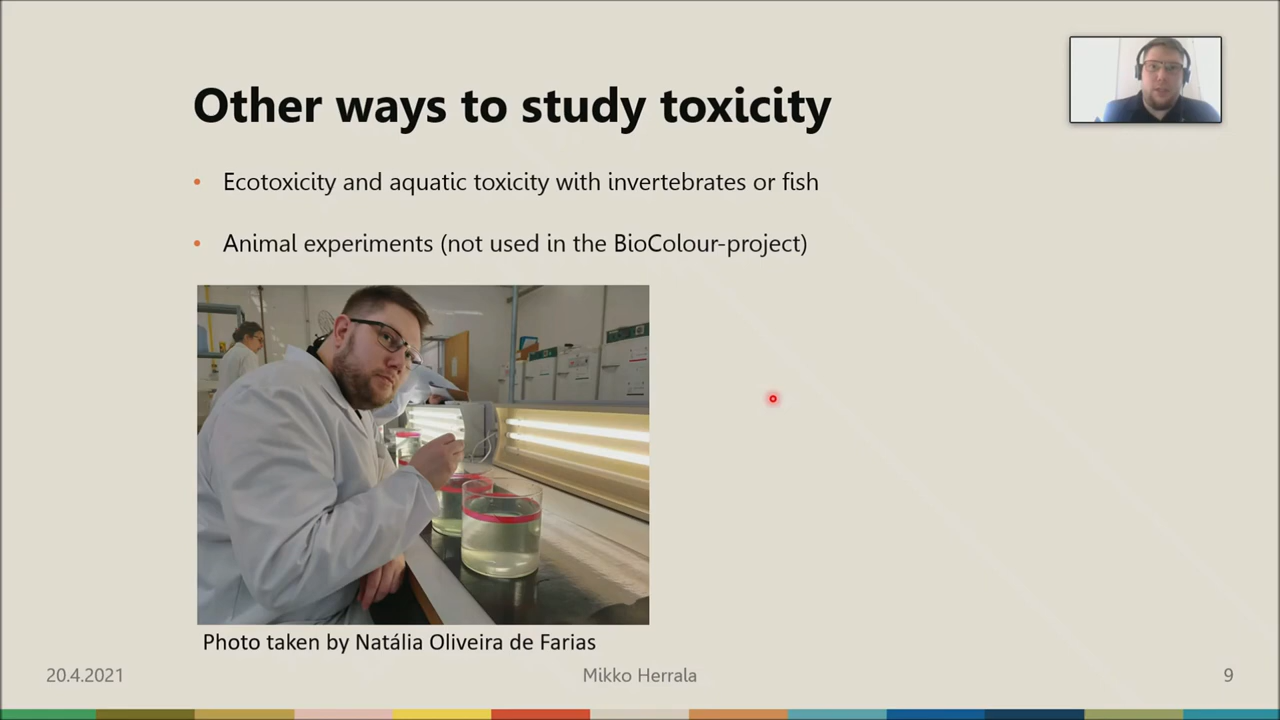 Other ways to study toxicity
• Ecotoxicity and aquatic toxicity with invertebrates or fish
• Animal experiments (not used in the BioColour-project)
Photo taken by Natália Oliveira de Farias
20.4.2021
Mikko Herrala
9